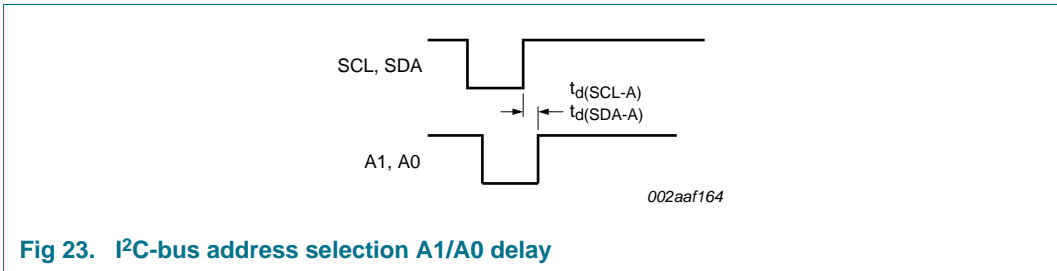 SCL, SDA
td(SCL-A)
td(SDA-A)
A1, A0
002aaf164
Fig 23. I²C-bus address selection A1/A0 delay